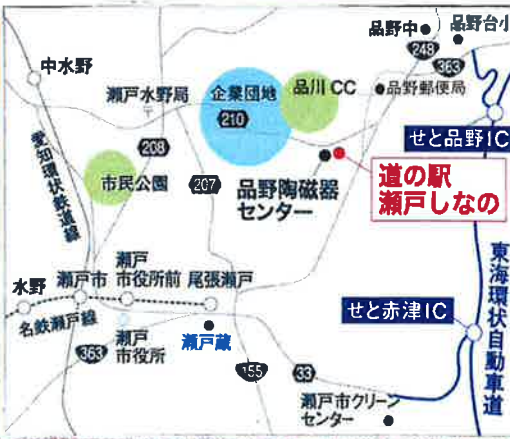 品野中
品野台小
248
363
中水野
瀬戸水野局
企業団地
品川 CC
品野郵便局
210
せと品野IC
愛知環状鉄道線
208
市民公園
207
品野陶磁器
センター
道の駅
瀬戸しなの
瀬戸
水野
瀬戸市
市役所前
尾張瀬戸
名鉄瀬戸線
瀬戸蔵
せと赤津IC
東海環状自動車道
363
瀬戸
市役所
155
33
瀬戸市クリーン
センター